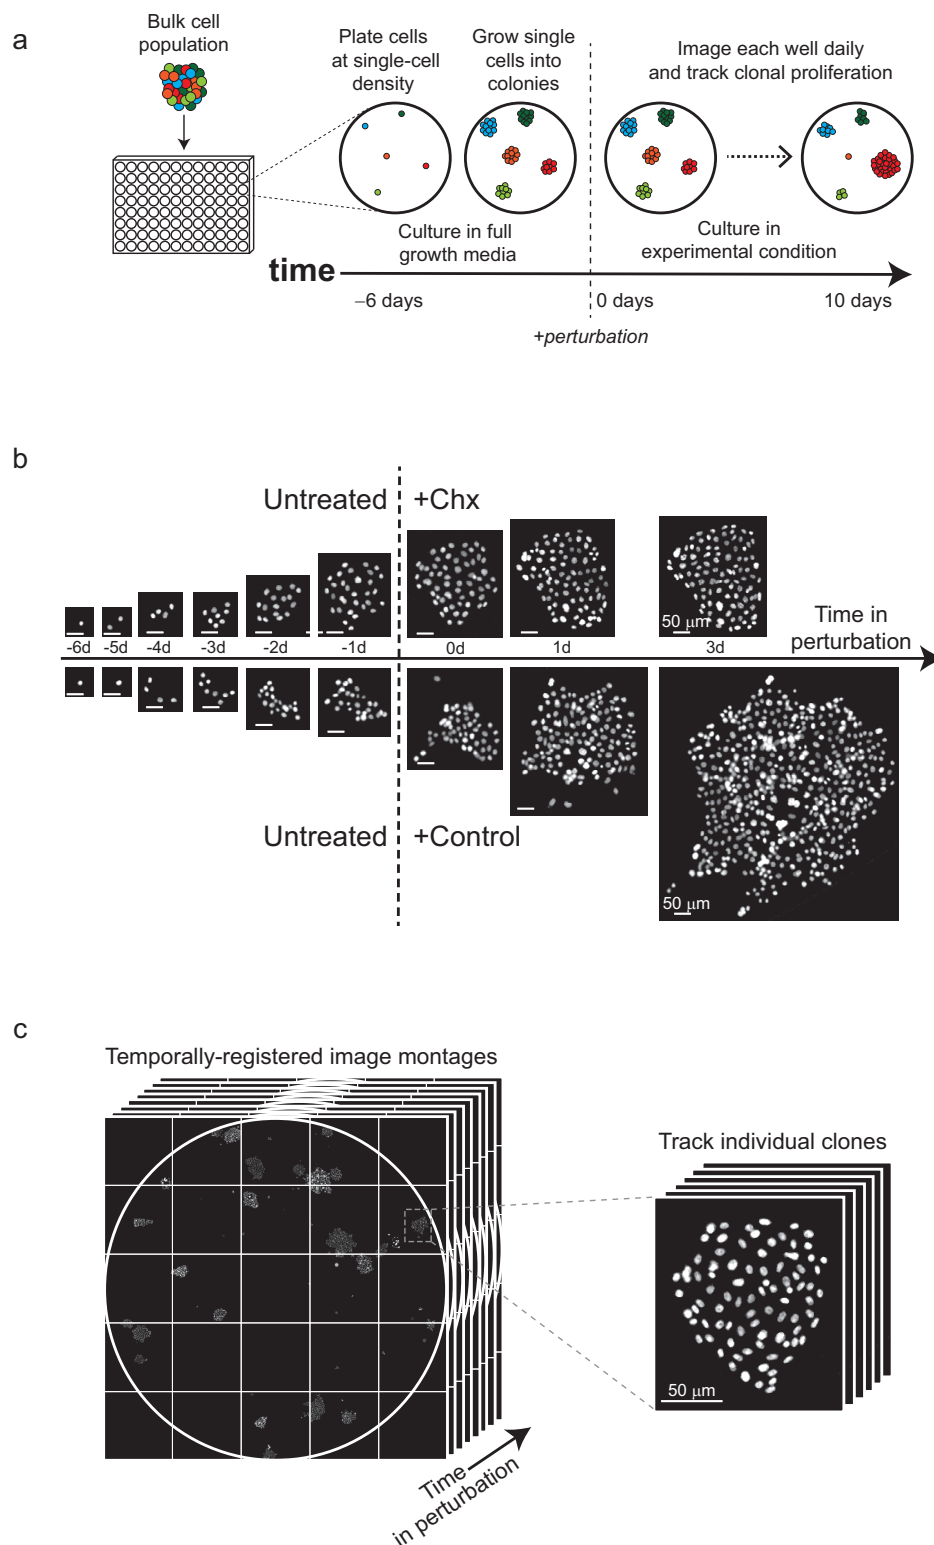 a
Bulk cell
population
Plate cells
at single-cell
density
Grow single
cells into
colonies
Image each well daily
and track clonal proliferation
Culture in full
growth media
Culture in
experimental condition
time
–6 days
0 days
10 days
+perturbation
b
Untreated
+Chx
50 μm
Time in
perturbation
-6d
-5d
-4d
-3d
-2d
-1d
0d
1d
3d
Untreated
+Control
50 μm
c
Temporally-registered image montages
Track individual clones
50 μm
Time
in perturbation